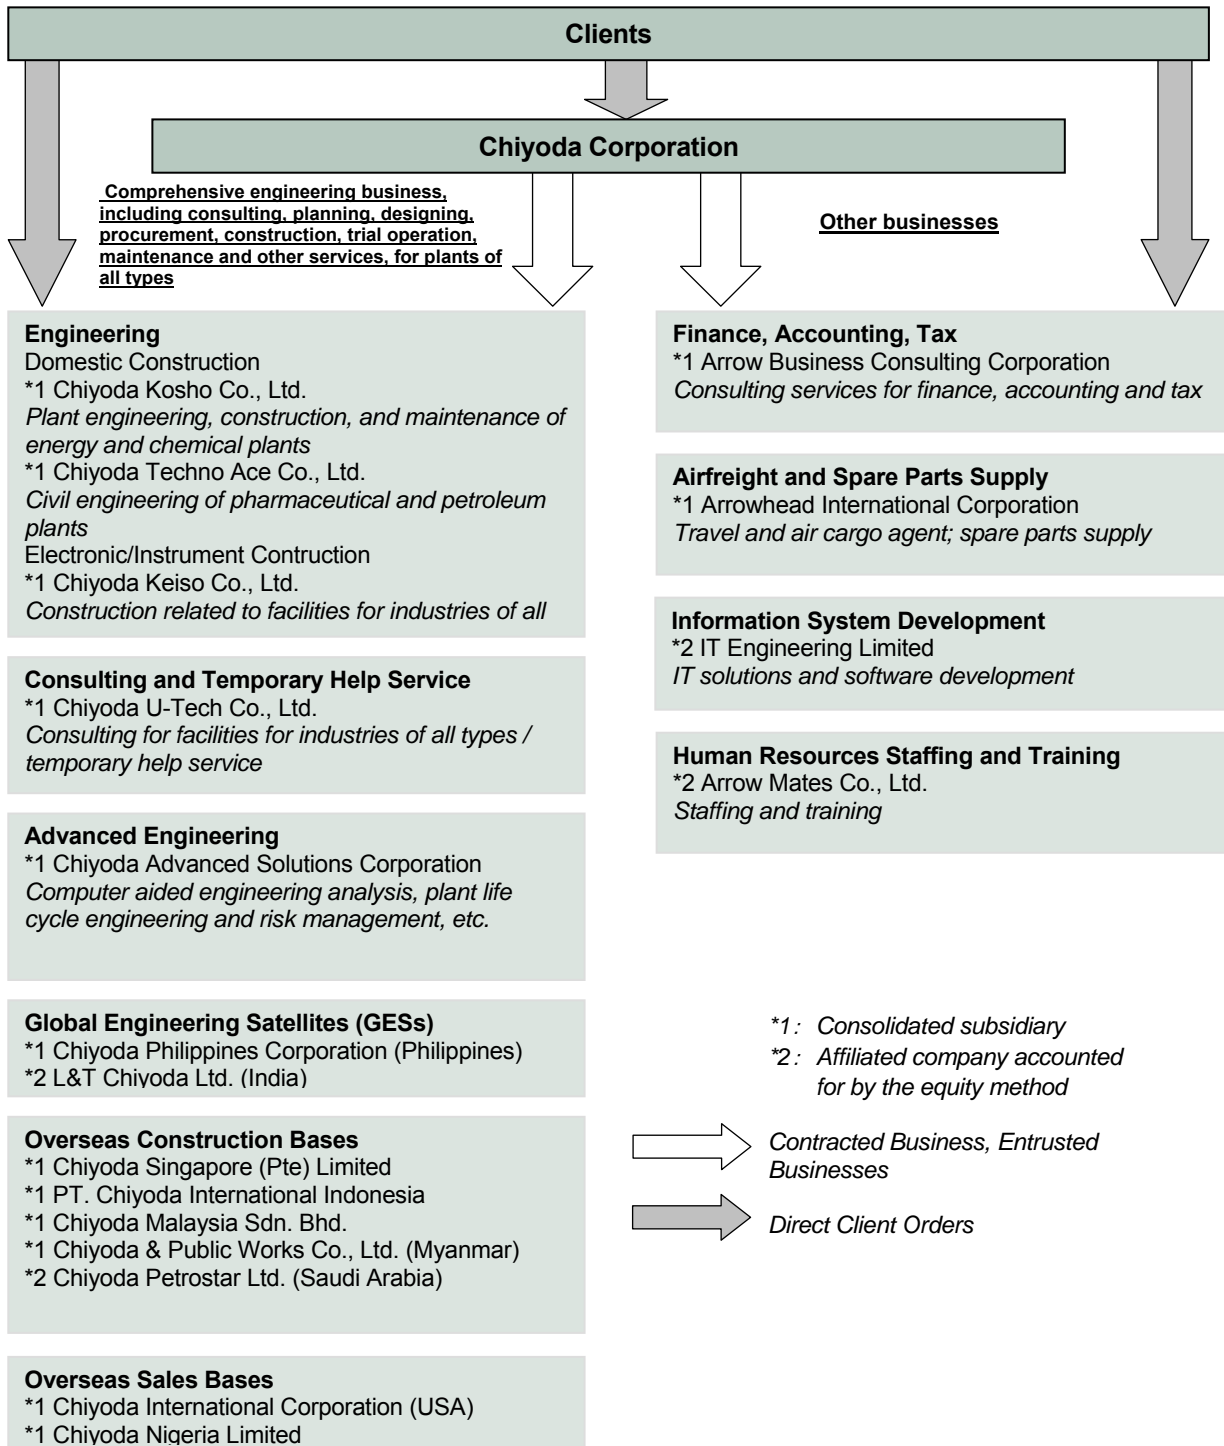 Clients
Chiyoda Corporation
Comprehensive engineering business,
including consulting, planning, designing,
procurement, construction, trial operation,
maintenance and other services, for plants of
all types
Other businesses
Engineering
Domestic Construction
*1 Chiyoda Kosho Co., Ltd.
Plant engineering, construction, and maintenance of
energy and chemical plants
*1 Chiyoda Techno Ace Co., Ltd.
Civil engineering of pharmaceutical and petroleum
plants
Electronic/Instrument Contruction
*1 Chiyoda Keiso Co., Ltd.
Construction related to facilities for industries of all
Consulting and Temporary Help Service
*1 Chiyoda U-Tech Co., Ltd.
Consulting for facilities for industries of all types /
temporary help service
Advanced Engineering
*1 Chiyoda Advanced Solutions Corporation
Computer aided engineering analysis, plant life
cycle engineering and risk management, etc.
Global Engineering Satellites (GESs)
*1 Chiyoda Philippines Corporation (Philippines)
*2 L&T Chiyoda Ltd. (India)
Overseas Construction Bases
*1 Chiyoda Singapore (Pte) Limited
*1 PT. Chiyoda International Indonesia
*1 Chiyoda Malaysia Sdn. Bhd.
*1 Chiyoda & Public Works Co., Ltd. (Myanmar)
*2 Chiyoda Petrostar Ltd. (Saudi Arabia)
Overseas Sales Bases
*1 Chiyoda International Corporation (USA)
*1 Chiyoda Nigeria Limited
Finance, Accounting, Tax
*1 Arrow Business Consulting Corporation
Consulting services for finance, accounting and tax
Airfreight and Spare Parts Supply
*1 Arrowhead International Corporation
Travel and air cargo agent; spare parts supply
Information System Development
*2 IT Engineering Limited
IT solutions and software development
Human Resources Staffing and Training
*2 Arrow Mates Co., Ltd.
Staffing and training
*1: Consolidated subsidiary
*2: Affiliated company accounted
for by the equity method
Contracted Business, Entrusted
Businesses
Direct Client Orders